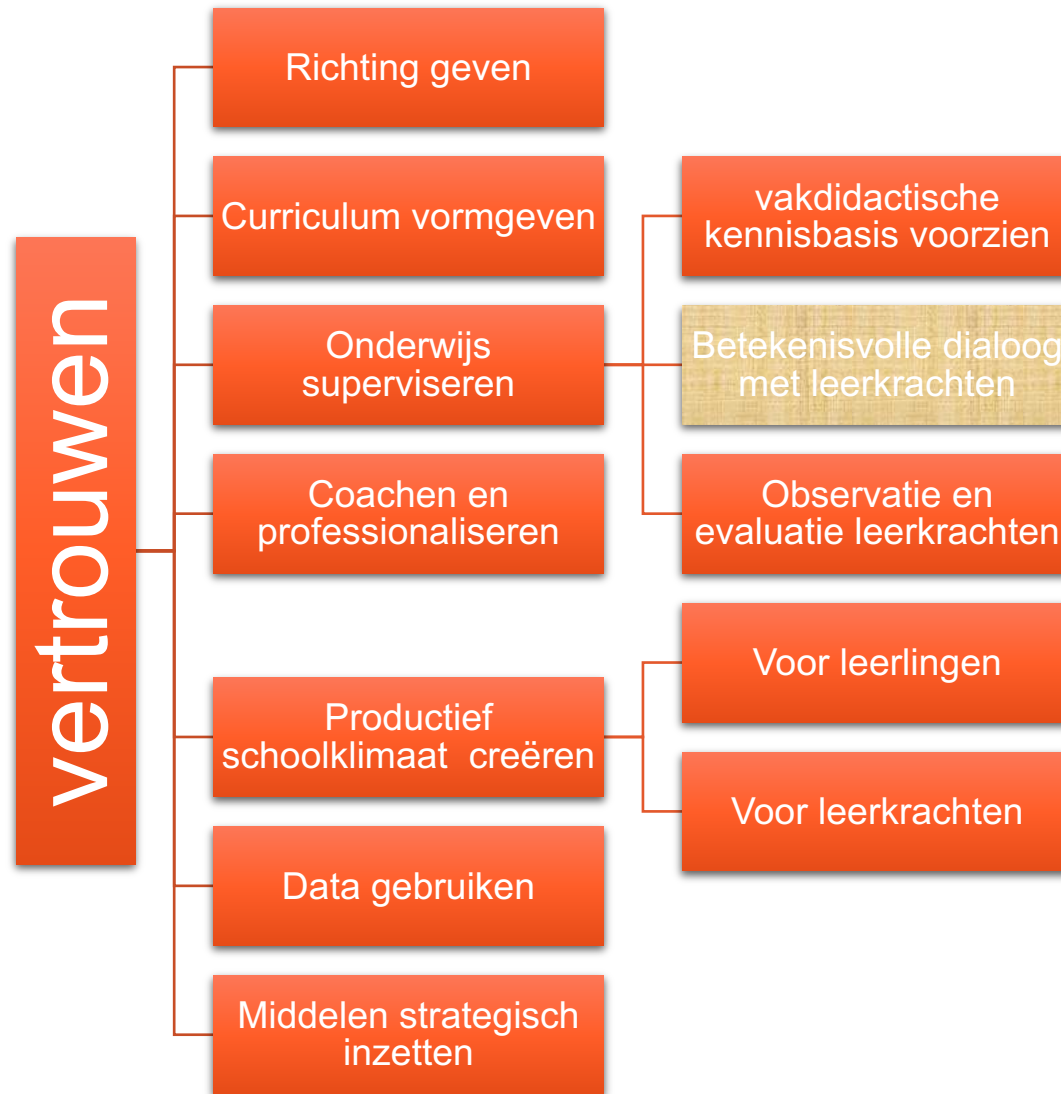 vertrouwen
Richting geven
Curriculum vormgeven
Onderwijs
superviseren
vakdidactische
kennisbasis voorzien
Betekenisvolle dialoog
met leerkrachten
Observatie en
evaluatie leerkrachten
Coachen en
professionaliseren
Productief
schoolklimaat creëren
Voor leerlingen
Voor leerkrachten
Data gebruiken
Middelen strategisch
inzetten